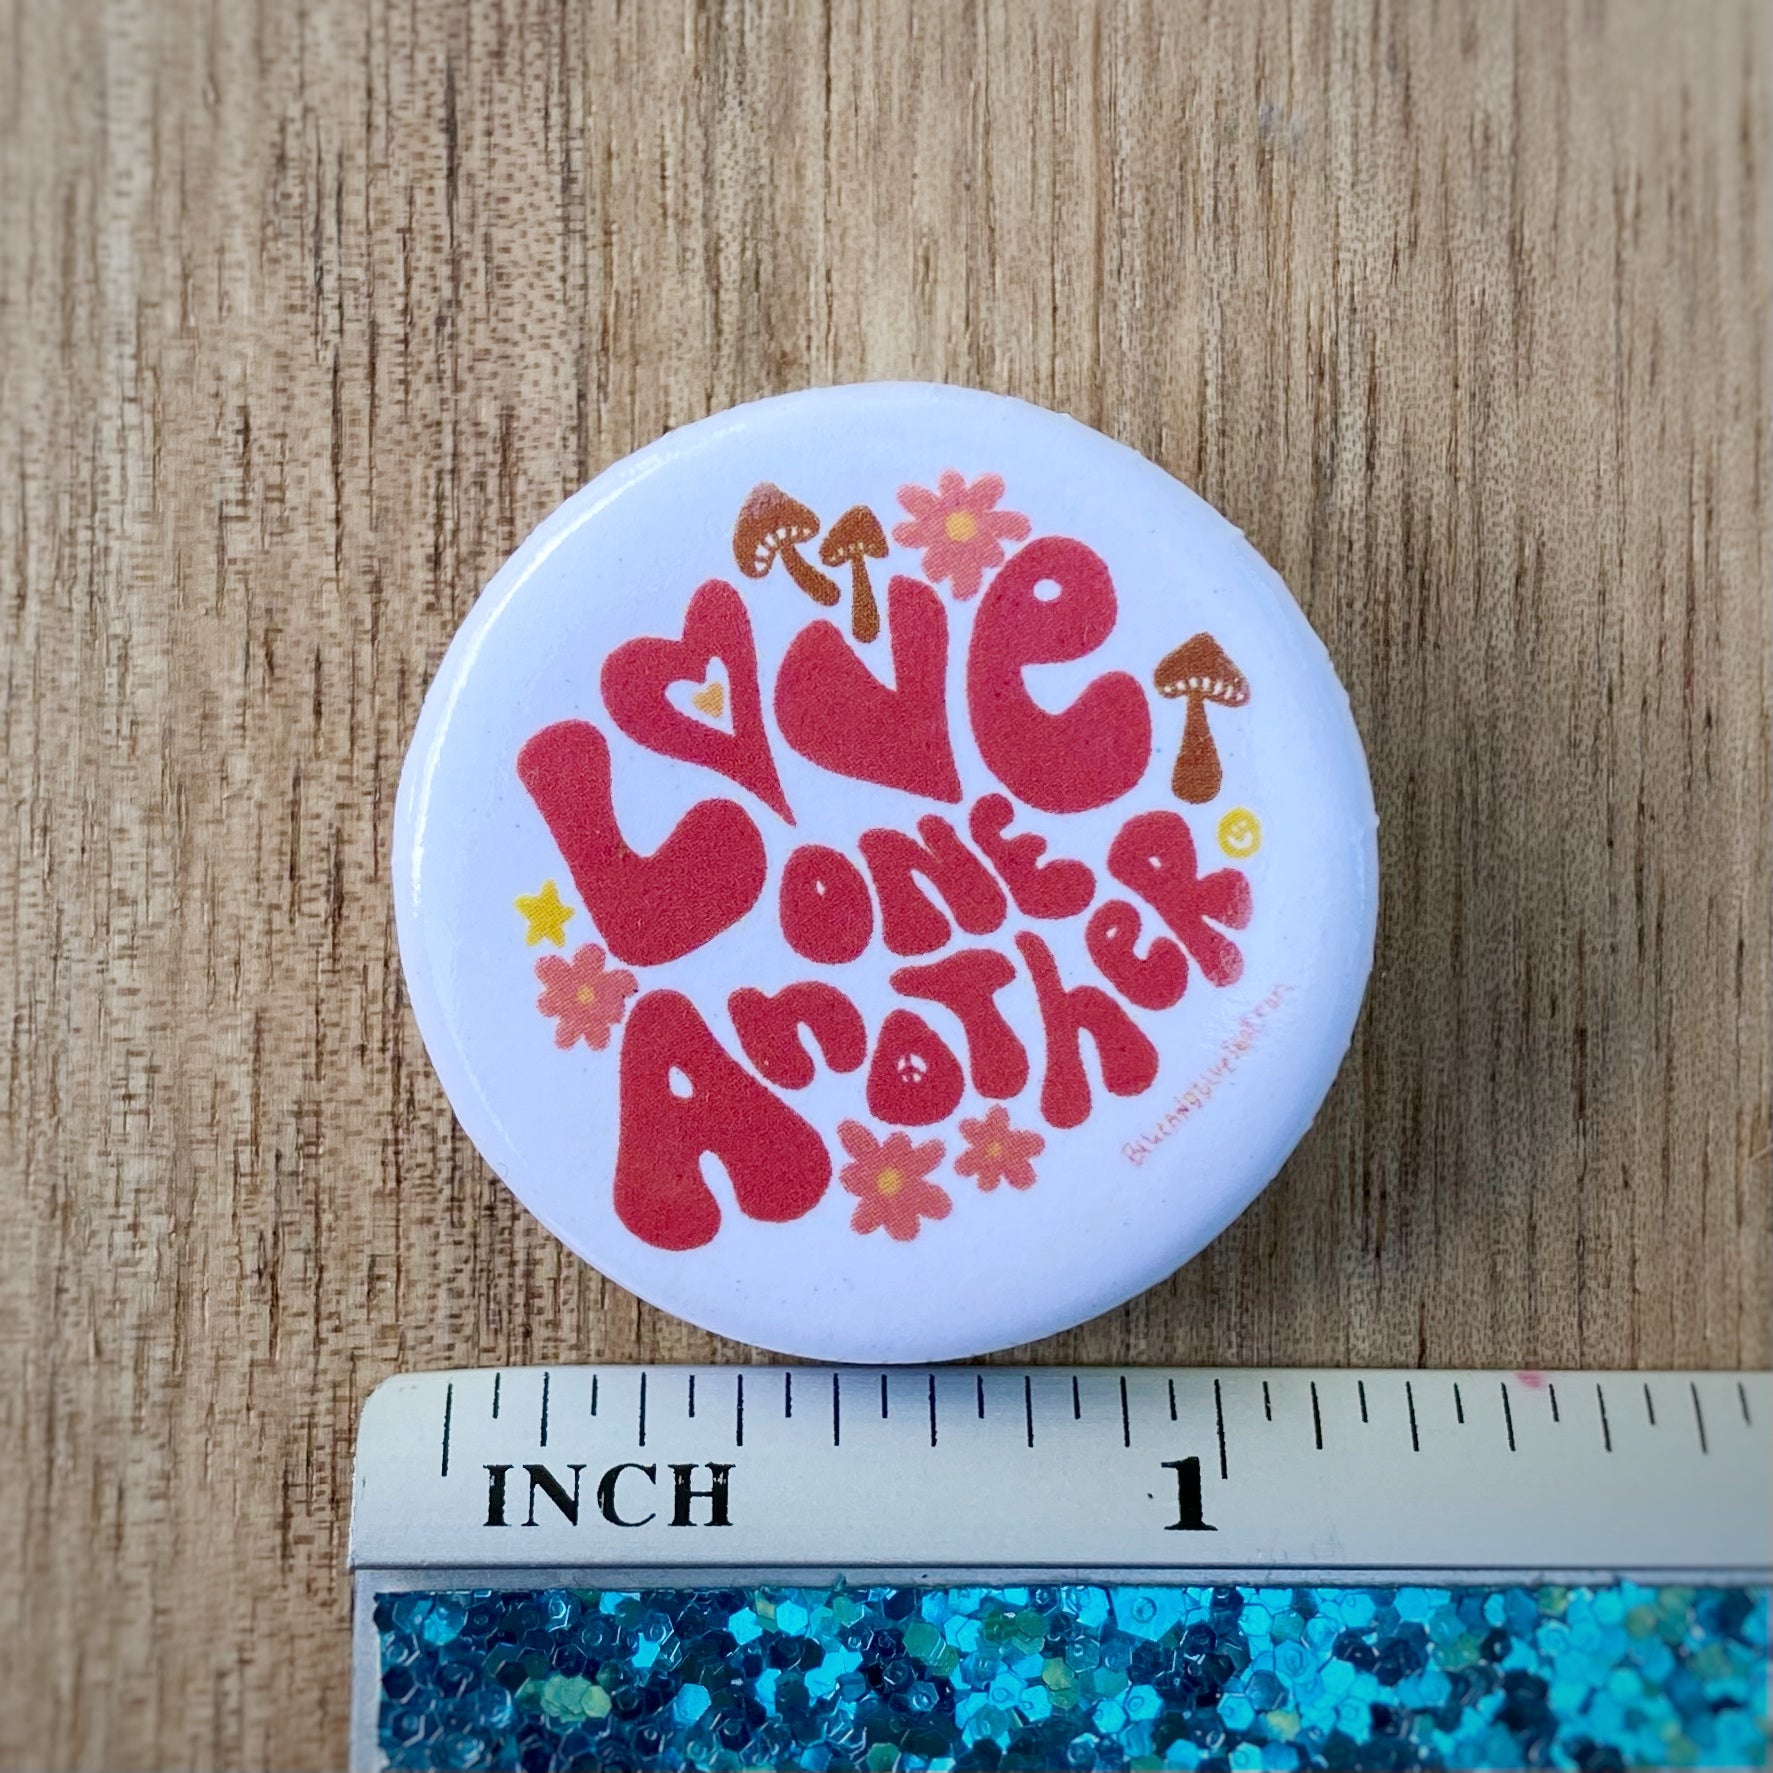 Love
ONE
AnOTheR
INCH
1